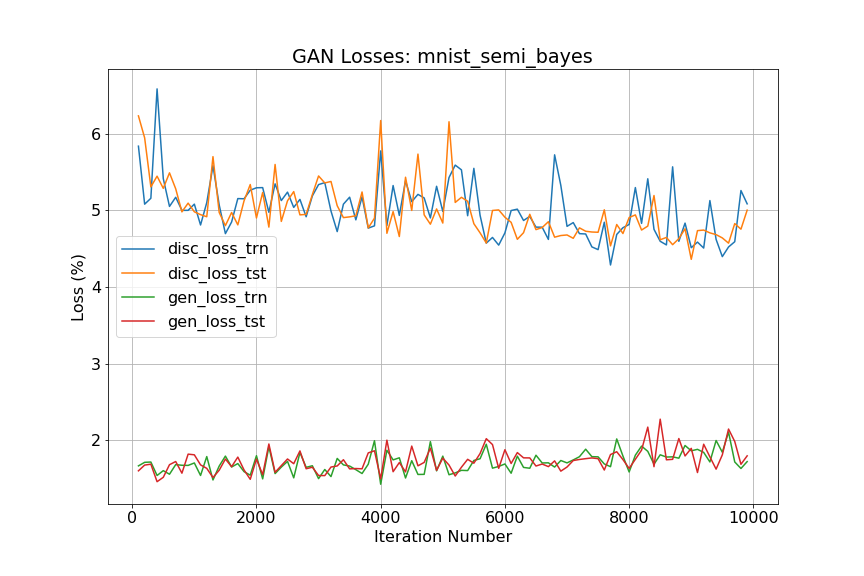 GAN Losses: mnist_semi_bayes
Loss (%)
6
5
4
3
2
disc_loss_trn
disc_loss_tst
gen_loss_trn
gen_loss_tst
0 2000 4000 6000 8000 10000
Iteration Number